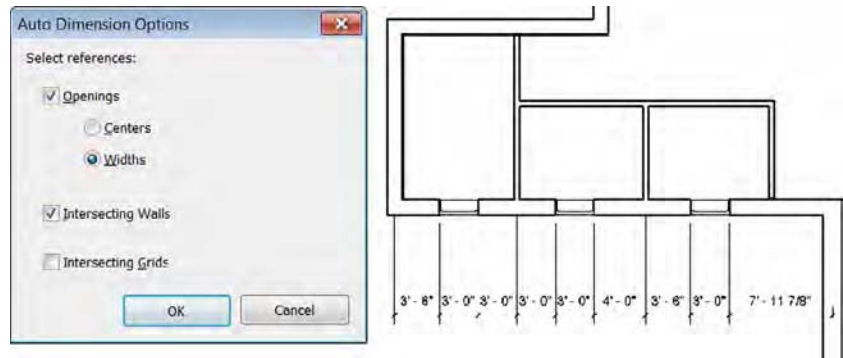 Auto Dimension Options
Select references:
Openings
Centers
Widths
Intersecting Walls
Intersecting Grids
OK Cancel
3' - 6" 3' - 0" 3' - 0" 3' - 0" 3' - 0" 4' - 0" 3' - 6" 3' - 0" 7' - 11 7/8"